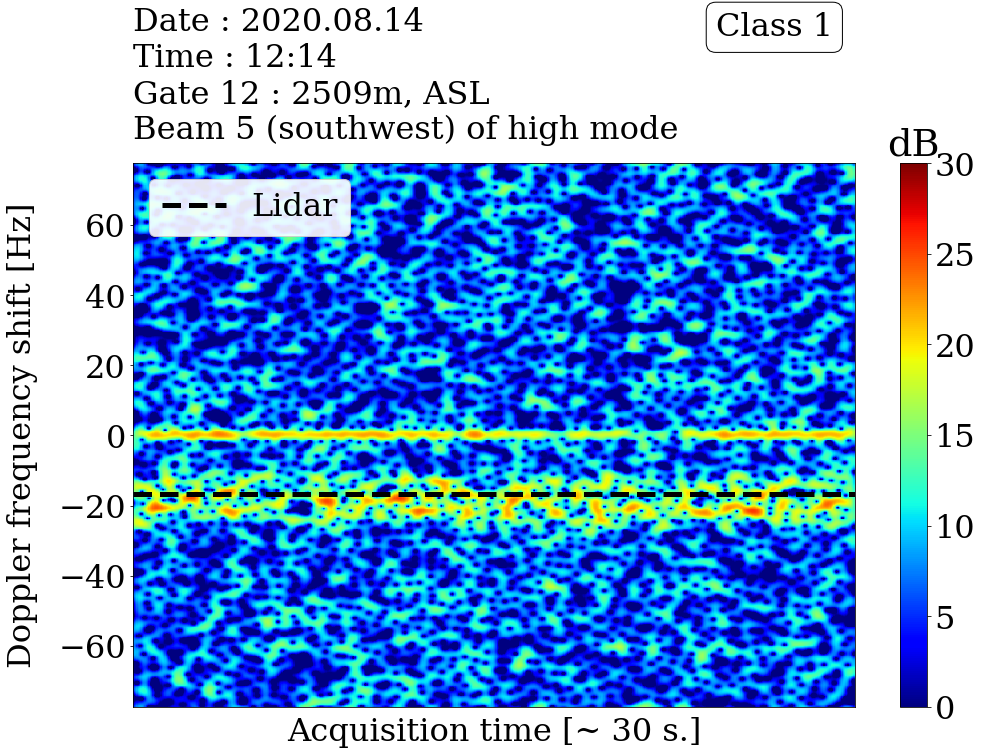 Date : 2020.08.14
Time : 12:14
Gate 12 : 2509m, ASL
Beam 5 (southwest) of high mode
Class 1
dB
Lidar
Doppler frequency shift [Hz]
60
40
20
0
−20
−40
−60
Acquisition time [~ 30 s.]
30
25
20
15
10
5
0